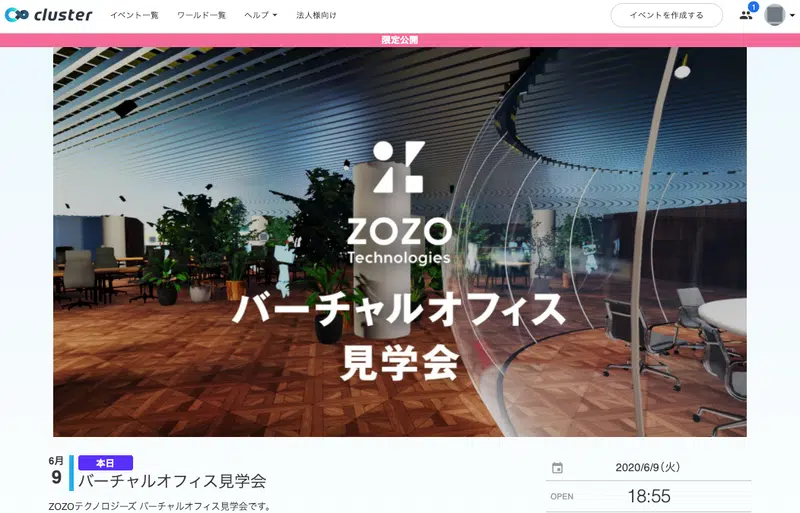 cluster
イベント一覧
ワールド一覧
ヘルプ
法人様向け
イベントを作成する
1
限定公開
ZOZO
Technologies
バーチャルオフィス
見学会
6月
9
本日
バーチャルオフィス見学会
ZOZOテクノロジーズ バーチャルオフィス見学会です。
2020/6/9(火)
OPEN
18:55